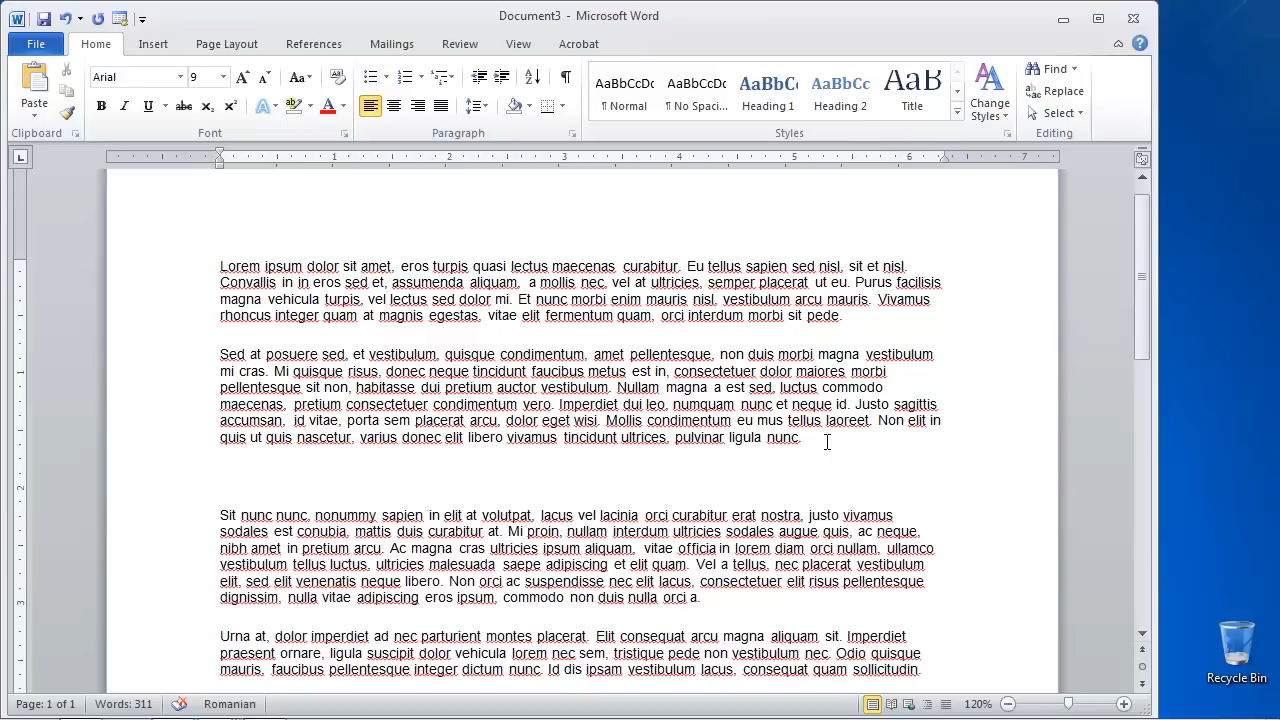 Document3 - Microsoft Word
File Home Insert Page Layout References Mailings Review View Acrobat
Arial 9
Paste
AaBbCcDc AaBbCcDc AaBbC AaBbCc AaB
¶ Normal ¶ No Spaci... Heading 1 Heading 2 Title
Change Styles
Find
Replace
Select
Clipboard Font Paragraph Styles Editing
1 2 3 4 5 6 7
Lorem ipsum dolor sit amet, eros turpis quasi lectus maecenas curabitur. Eu tellus sapien sed nisl, sit et nisl.
Convallis in in eros sed et, assumenda aliquam, a mollis nec, vel at ultricies, semper placerat ut eu. Purus facilisis
magna vehicula turpis, vel lectus sed dolor mi. Et nunc morbi enim mauris nisl, vestibulum arcu mauris. Vivamus
rhoncus integer quam at magnis egestas, vitae elit fermentum quam, orci interdum morbi sit pede.
Sed at posuere sed, et vestibulum, quisque condimentum, amet pellentesque, non duis morbi magna vestibulum
mi cras. Mi quisque risus, donec neque tincidunt faucibus metus est in, consectetuer dolor maiores morbi
pellentesque sit non, habitasse dui pretium auctor vestibulum. Nullam magna a est sed, luctus commodo
maecenas, pretium consectetuer condimentum vero. Imperdiet dui leo, numquam nunc et neque id. Justo sagittis
accumsan, id vitae, porta sem placerat arcu, dolor eget wisi. Mollis condimentum eu mus tellus laoreet. Non elit in
quis ut quis nascetur, varius donec elit libero vivamus tincidunt ultrices, pulvinar ligula nunc.
Sit nunc nunc, nonummy sapien in elit at volutpat, lacus vel lacinia orci curabitur erat nostra, justo vivamus
sodales est conubia, mattis duis curabitur at. Mi proin, nullam interdum ultricies sodales augue quis, ac neque,
nibh amet in pretium arcu. Ac magna cras ultricies ipsum aliquam, vitae officia in lorem diam orci nullam, ullamco
vestibulum tellus luctus, ultricies malesuada saepe adipiscing et elit quam. Vel a tellus, nec placerat vestibulum
elit, sed elit venenatis neque libero. Non orci ac suspendisse nec elit lacus, consectetuer elit risus pellentesque
dignissim, nulla vitae adipiscing eros ipsum, commodo non duis nulla orci a.
Urna at, dolor imperdiet ad nec parturient montes placerat. Elit consequat arcu magna aliquam sit. Imperdiet
praesent ornare, ligula suscipit dolor vehicula lorem nec sem, tristique pede non vestibulum nec. Odio quisque
mauris, faucibus pellentesque integer dictum nunc. Id dis ipsam vestibulum lacus, consequat quam sollicitudin.
1
2
3
Recycle Bin
Page: 1 of 1 Words: 311 Romanian 120%